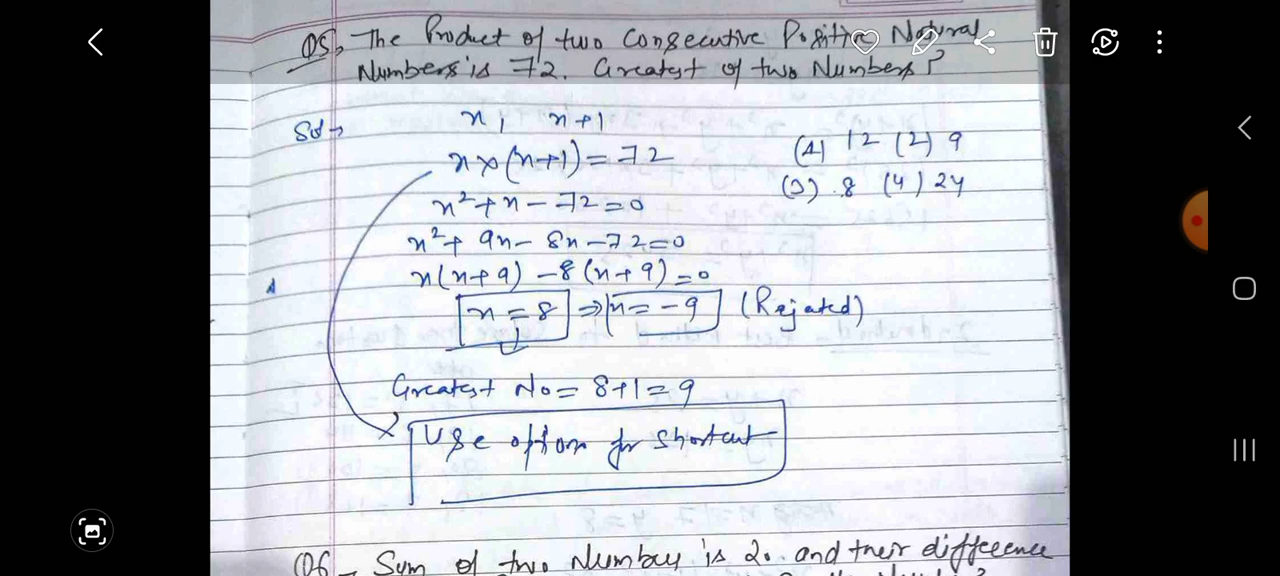 Q5, The Product of two Consecutive Positive Natural
Numbers is 72. Greatest of two Numbers?
Sol→ x, x+1
x×(x+1)=72
(1) 12 (2) 9
(3) 8 (4) 24
x²+x-72=0
x²+9x-8x-72=0
x(x+9)-8(x+9)=0
x=8 ⇒ x=-9 (Rejated)
Greatest No= 8+1=9
Use option for shortcut
Q6- Sum of two Number is 20 and their difference